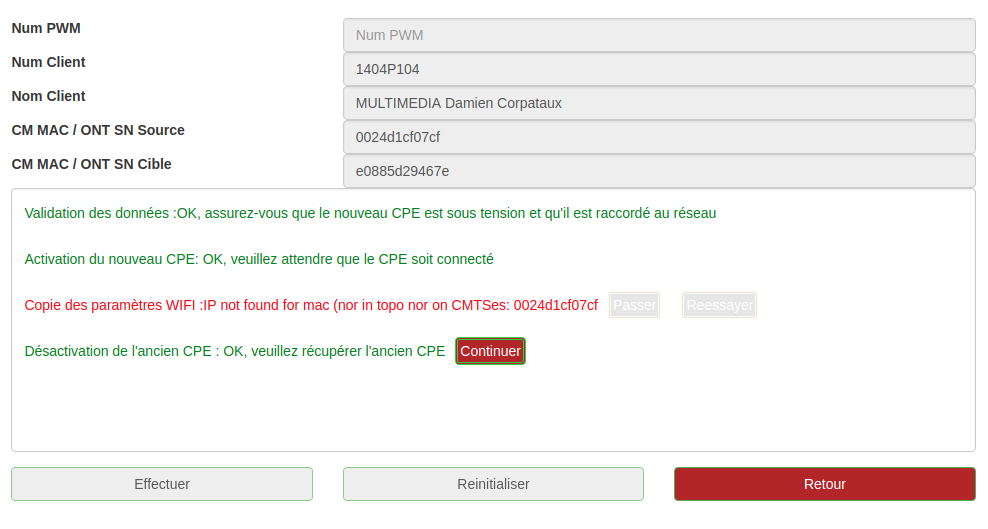 Num PWM
Num PWM
Num Client
1404P104
Nom Client
MULTIMEDIA Damien Corpataux
CM MAC / ONT SN Source
0024d1cf07cf
CM MAC / ONT SN Cible
e0885d29467e
Validation des données :OK, assurez-vous que le nouveau CPE est sous tension et qu'il est raccordé au réseau
Activation du nouveau CPE: OK, veuillez attendre que le CPE soit connecté
Copie des paramètres WIFI :IP not found for mac (nor in topo nor on CMTSes: 0024d1cf07cf Passer Reessayer
Désactivation de l'ancien CPE : OK, veuillez récupérer l'ancien CPE Continuer
Effectuer Reinitialiser Retour